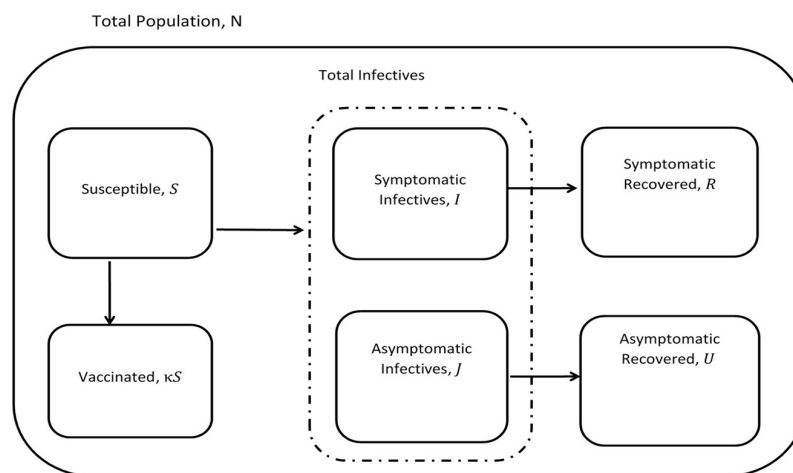 Total Population, N
Total Infectives
Susceptible, S
Symptomatic
Infectives, I
Symptomatic
Recovered, R
Vaccinated, κS
Asymptomatic
Infectives, J
Asymptomatic
Recovered, U